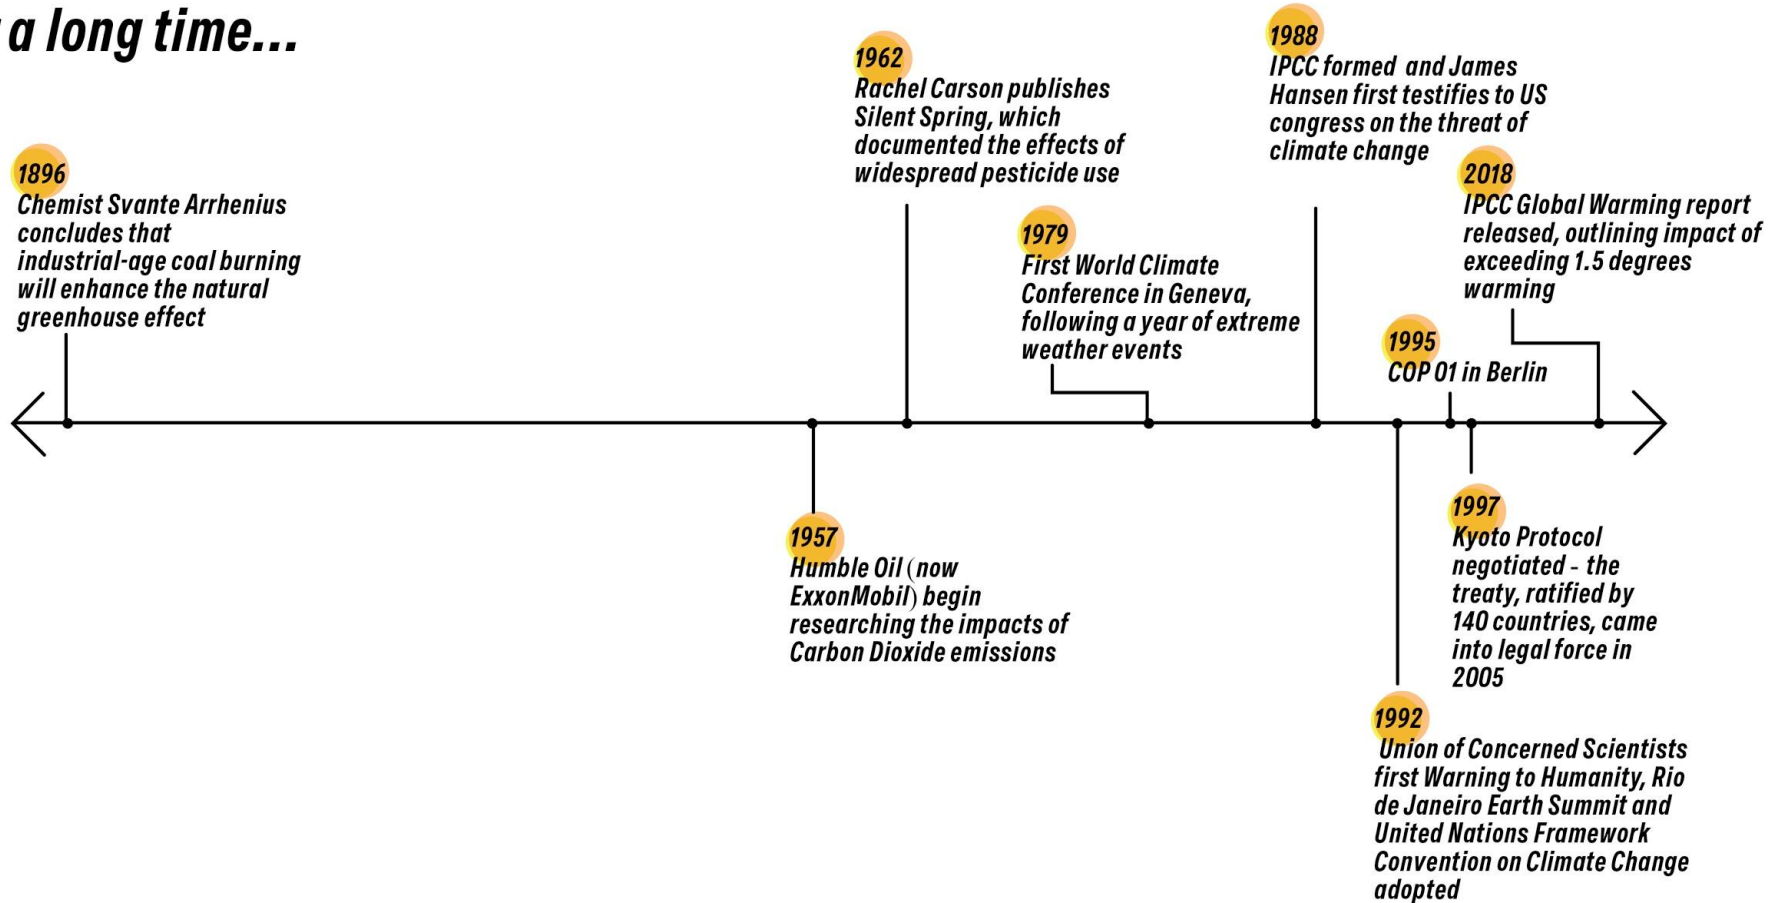 a long time...
1896
Chemist Svante Arrhenius
concludes that
industrial-age coal burning
will enhance the natural
greenhouse effect
1957
Humble Oil (now
ExxonMobil) begin
researching the impacts of
Carbon Dioxide emissions
1962
Rachel Carson publishes
Silent Spring, which
documented the effects of
widespread pesticide use
1979
First World Climate
Conference in Geneva,
following a year of extreme
weather events
1988
IPCC formed and James
Hansen first testifies to US
congress on the threat of
climate change
1992
Union of Concerned Scientists
first Warning to Humanity, Rio
de Janeiro Earth Summit and
United Nations Framework
Convention on Climate Change
adopted
1995
COP 01 in Berlin
1997
Kyoto Protocol
negotiated - the
treaty, ratified by
140 countries, came
into legal force in
2005
2018
IPCC Global Warming report
released, outlining impact of
exceeding 1.5 degrees
warming